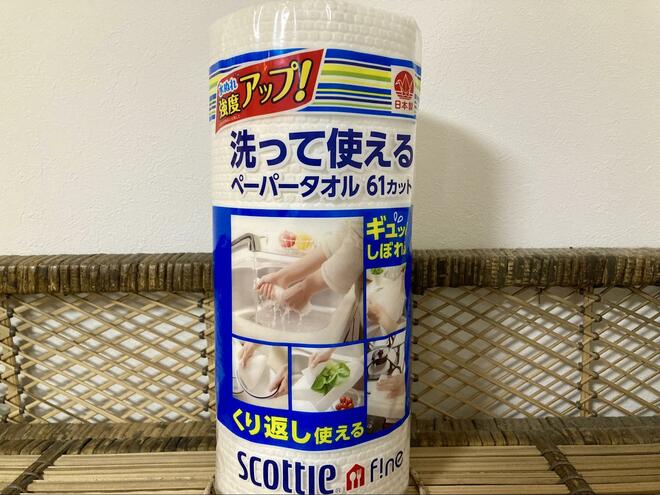 水ぬれ
強度アップ!
日本製
洗って使える
ペーパータオル 61カット
ギュッ
しぼれ
くり返し使える
scottie fine